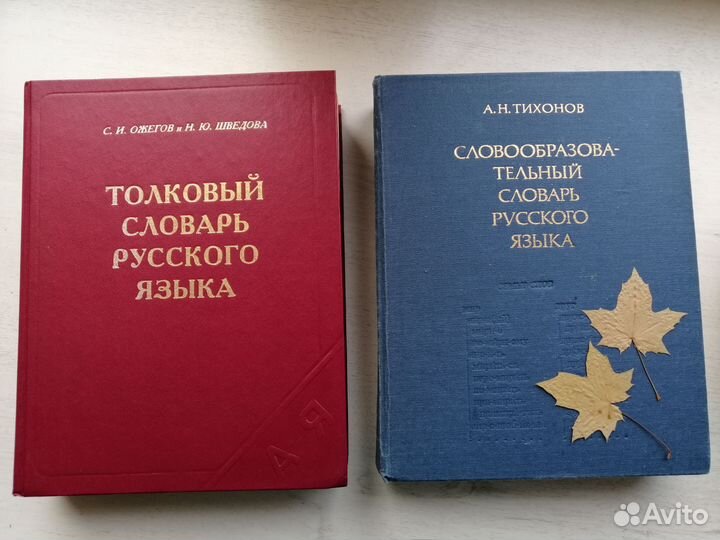 С. И. ОЖЕГОВ и Н. Ю. ШВЕДОВА
ТОЛКОВЫЙ
СЛОВАРЬ
РУССКОГО
ЯЗЫКА
А Я
А. Н. ТИХОНОВ
СЛОВООБРАЗОВА-
ТЕЛЬНЫЙ
СЛОВАРЬ
РУССКОГО
ЯЗЫКА
Avito